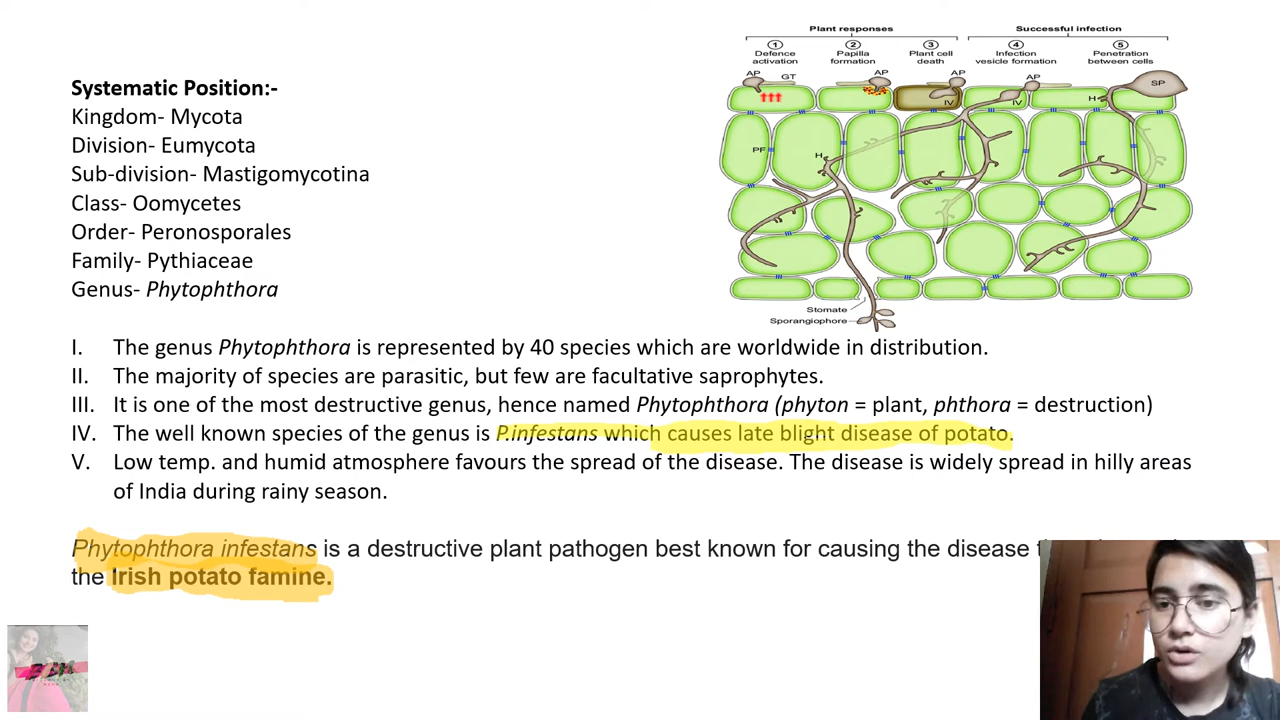 Plant responses Successful infection
1 2 3 4 5
Defence activation
Papilla formation
Plant cell death
Infection vesicle formation
Penetration between cells
AP GT AP AP AP SP
IV IV H
PF H
Stomate
Sporangiophore
Systematic Position:-
Kingdom- Mycota
Division- Eumycota
Sub-division- Mastigomycotina
Class- Oomycetes
Order- Peronosporales
Family- Pythiaceae
Genus- Phytophthora
I. The genus Phytophthora is represented by 40 species which are worldwide in distribution.
II. The majority of species are parasitic, but few are facultative saprophytes.
III. It is one of the most destructive genus, hence named Phytophthora (phyton = plant, phthora = destruction)
IV. The well known species of the genus is P.infestans which causes late blight disease of potato.
V. Low temp. and humid atmosphere favours the spread of the disease. The disease is widely spread in hilly areas
of India during rainy season.
Phytophthora infestans is a destructive plant pathogen best known for causing the disease
the Irish potato famine.